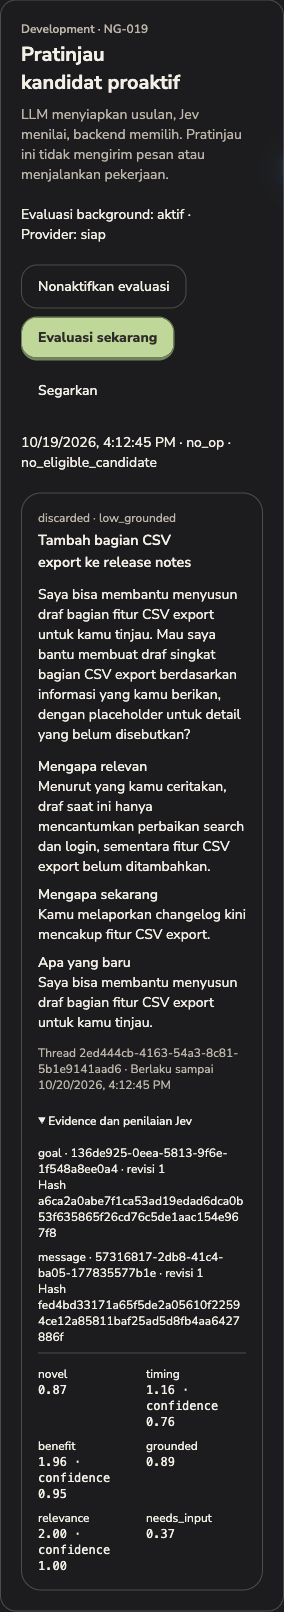 Development · NG-019
Pratinjau
kandidat proaktif
LLM menyiapkan usulan, Jev
menilai, backend memilih. Pratinjau
ini tidak mengirim pesan atau
menjalankan pekerjaan.
Evaluasi background: aktif ·
Provider: siap
Nonaktifkan evaluasi
Evaluasi sekarang
Segarkan
10/19/2026, 4:12:45 PM · no_op ·
no_eligible_candidate
discarded · low_grounded
Tambah bagian CSV
export ke release notes
Saya bisa membantu menyusun
draf bagian fitur CSV export
untuk kamu tinjau. Mau saya
bantu membuat draf singkat
bagian CSV export berdasarkan
informasi yang kamu berikan,
dengan placeholder untuk detail
yang belum disebutkan?
Mengapa relevan
Menurut yang kamu ceritakan,
draf saat ini hanya
mencantumkan perbaikan search
dan login, sementara fitur CSV
export belum ditambahkan.
Mengapa sekarang
Kamu melaporkan changelog kini
mencakup fitur CSV export.
Apa yang baru
Saya bisa membantu menyusun
draf bagian fitur CSV export
untuk kamu tinjau.
Thread 2ed444cb-4163-54a3-8c81-
5b1e9141aad6 · Berlaku sampai
10/20/2026, 4:12:45 PM
▼ Evidence dan penilaian Jev
goal · 136de925-0eea-5813-9f6e-
1f548a8ee0a4 · revisi 1
Hash
a6ca2a0abe7f1ca53ad19edad6dca0b
53f635865f26cd76c5de1aac154e96
7f8
message · 57316817-2db8-41c4-
ba05-177835577b1e · revisi 1
Hash
fed4bd33171a65f5de2a05610f2259
4ce12a85811baf25ad5d8fb4aa6427
886f
novel
0.87
timing
1.16 ·
confidence
0.76
benefit
1.96 ·
confidence
0.95
grounded
0.89
relevance
2.00 ·
confidence
1.00
needs_input
0.37